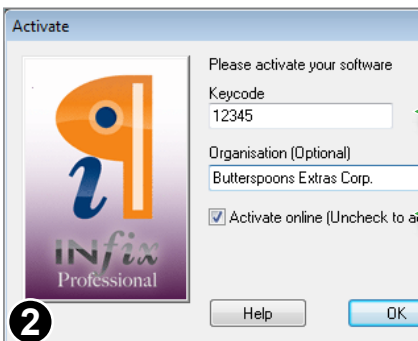 Activate
Please activate your software
Keycode
12345
Organisation (Optional)
Butterspoons Extras Corp.
Activate online (Uncheck to
INfix
Professional
Help OK
2